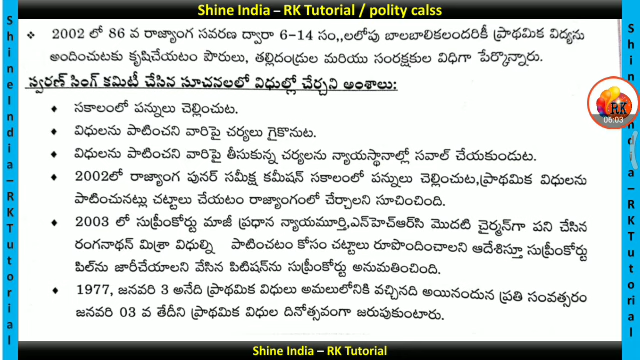 Shine India – RK Tutorial / polity calss
Shine India – RK Tutorial
Shine India – RK Tutorial
❖ 2002 లో 86 వ రాజ్యాంగ సవరణ ద్వారా 6-14 సం,,లలోపు బాలబాలికలందరికీ ప్రాథమిక విద్యను
అందించుటకు కృషిచేయటం పౌరులు, తల్లిదండ్రుల మరియు సంరక్షకుల విధిగా పేర్కొన్నారు.
స్వరణ్ సింగ్ కమిటీ చేసిన సూచనలలో విధుల్లో చేర్చని అంశాలు:
♦ సకాలంలో పన్నులు చెల్లించుట.
♦ విధులను పాటించని వారిపై చర్యలు గైకొనుట.
♦ విధులను పాటించని వారిపై తీసుకున్న చర్యలను న్యాయస్థానాల్లో సవాల్ చేయకుండుట.
♦ 2002లో రాజ్యాంగ పునర్ సమీక్ష కమీషన్ సకాలంలో పన్నులు చెల్లించుట,ప్రాథమిక విధులను
పాటించునట్లు చట్టాలు చేయటం రాజ్యాంగంలో చేర్చాలని సూచించింది.
♦ 2003 లో సుప్రీంకోర్టు మాజీ ప్రధాన న్యాయమూర్తి,ఎన్‌హెచ్‌ఆర్‌సి మొదటి చైర్మన్‌గా పని చేసిన
రంగనాథన్ మిశ్రా విధుల్ని పాటించటం కోసం చట్టాలు రూపొందించాలని ఆదేశిస్తూ సుప్రీంకోర్టు
పిల్‌ను జారీచేయాలని వేసిన పిటిషన్‌ను సుప్రీంకోర్టు అనుమతించింది.
♦ 1977, జనవరి 3 అనేది ప్రాథమిక విధులు అమలులోనికి వచ్చినది అయినందున ప్రతి సంవత్సరం
జనవరి 03 వ తేదీని ప్రాథమిక విధుల దినోత్సవంగా జరుపుకుంటారు.
RK
06:03
Shine India – RK Tutorial